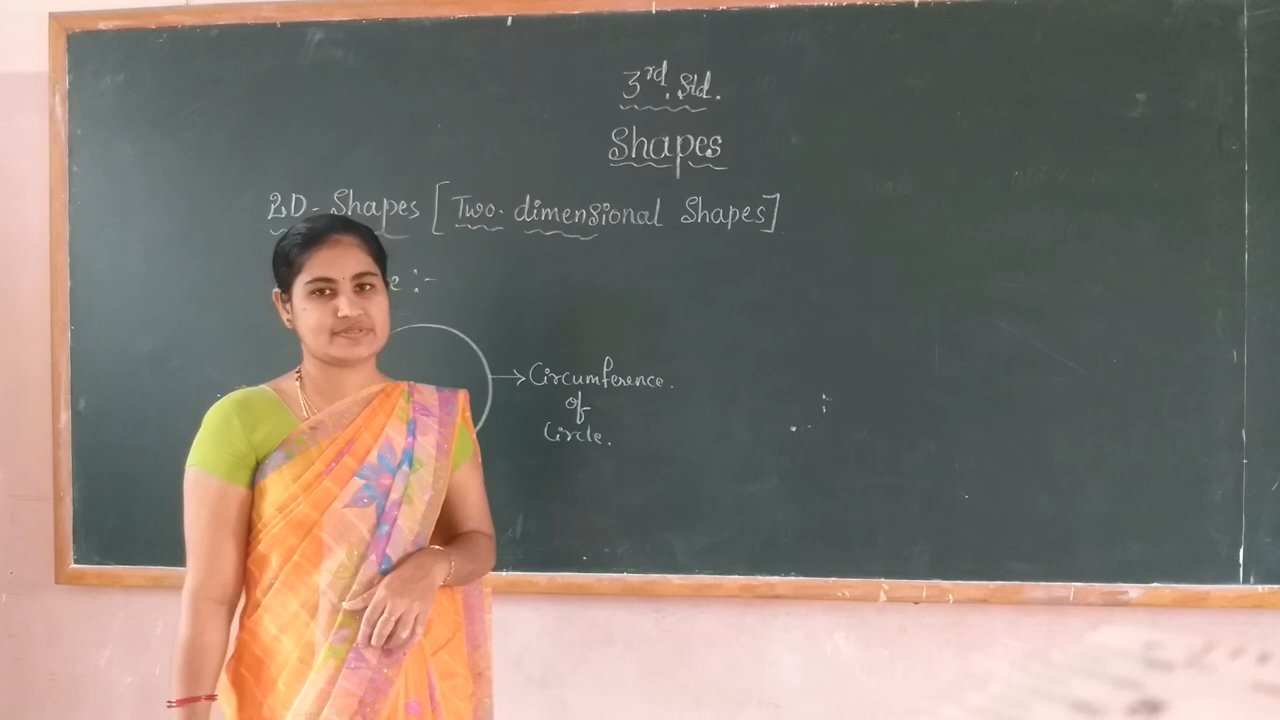 3rd. Std.
Shapes
2D- Shapes [Two. dimensional Shapes]
e :-
Circumference.
of
Circle.